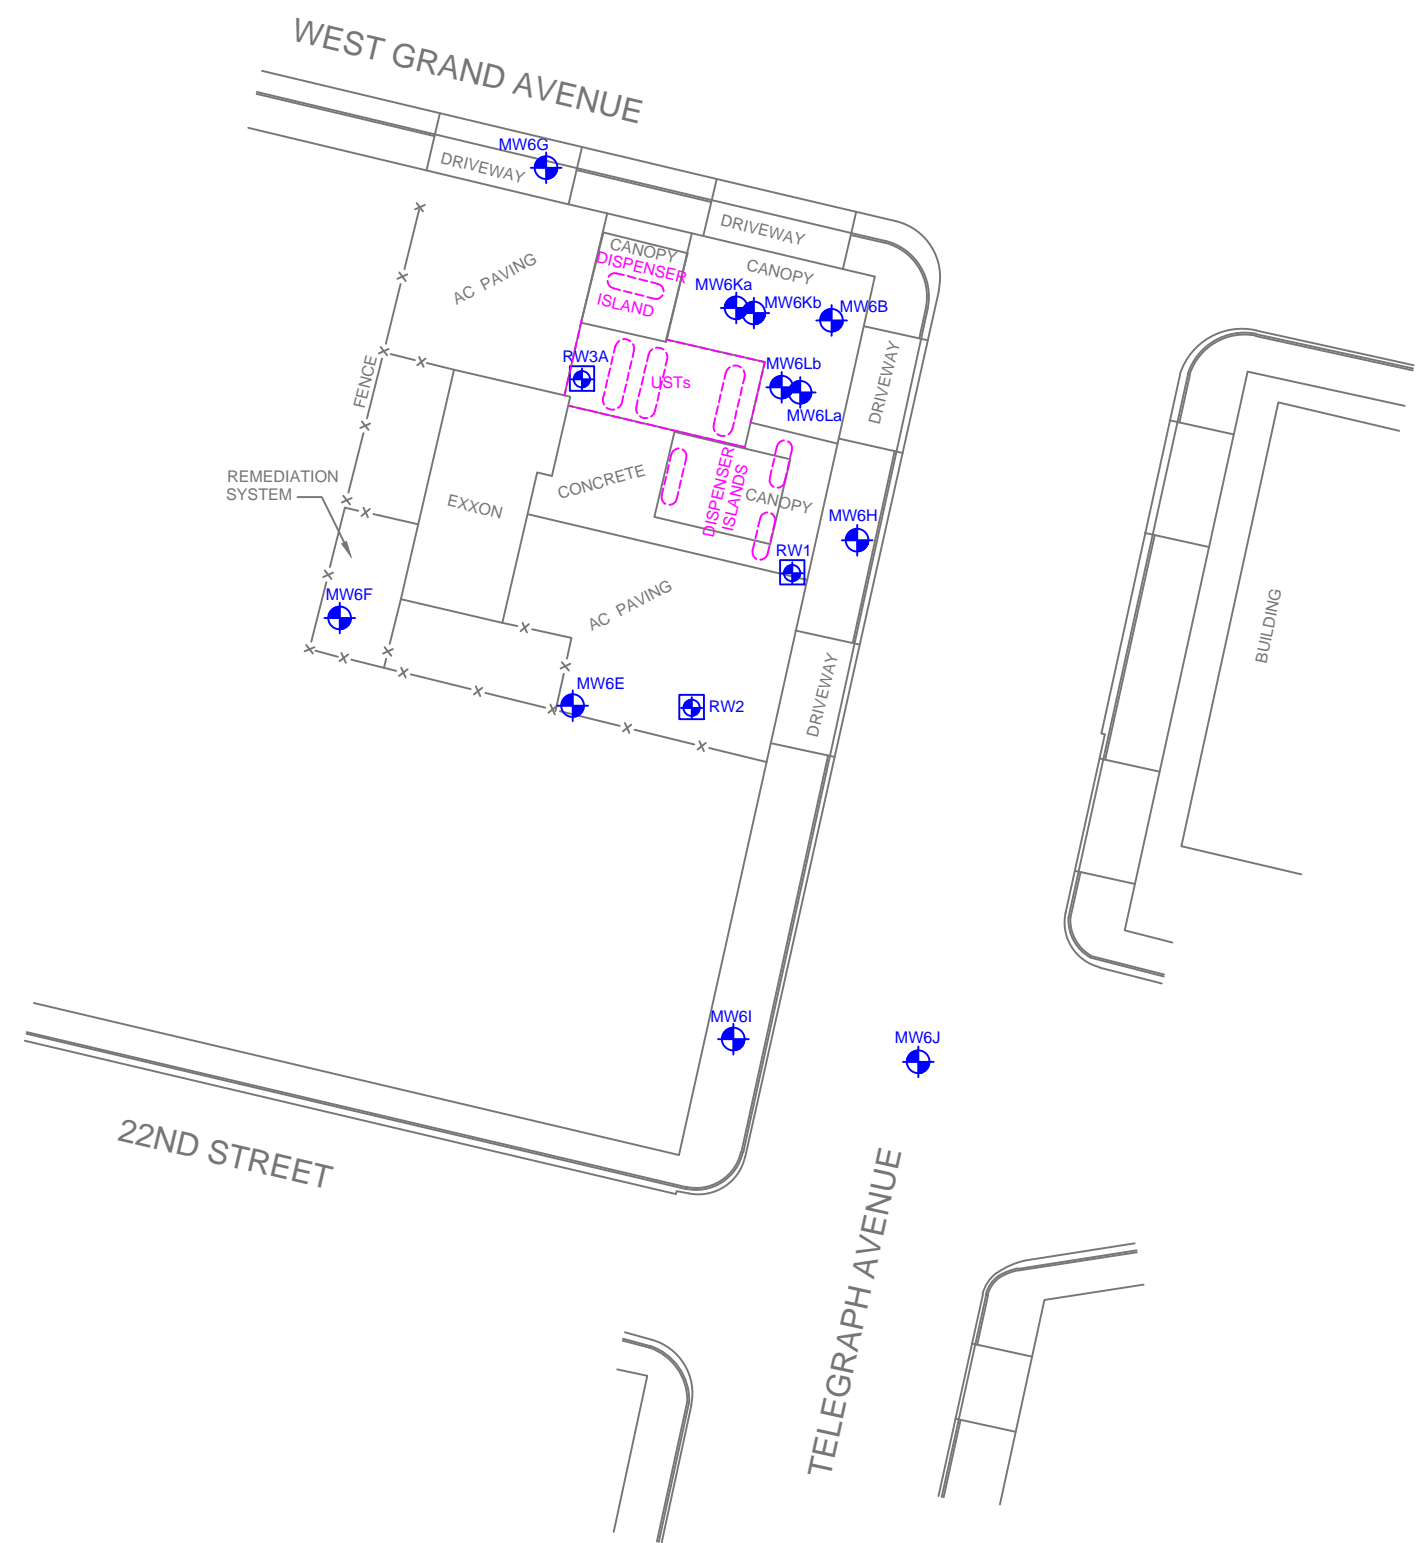 WEST GRAND AVENUE
MW6G
DRIVEWAY
DRIVEWAY
CANOPY
DISPENSER
ISLAND
CANOPY
AC PAVING
MW6Ka
MW6Kb
MW6B
RW3A
USTs
MW6Lb
MW6La
DRIVEWAY
FENCE
REMEDIATION
SYSTEM
EXXON
CONCRETE
DISPENSER
ISLANDS
CANOPY
MW6H
RW1
MW6F
AC PAVING
BUILDING
MW6E
RW2
DRIVEWAY
MW6I
MW6J
22ND STREET
TELEGRAPH AVENUE